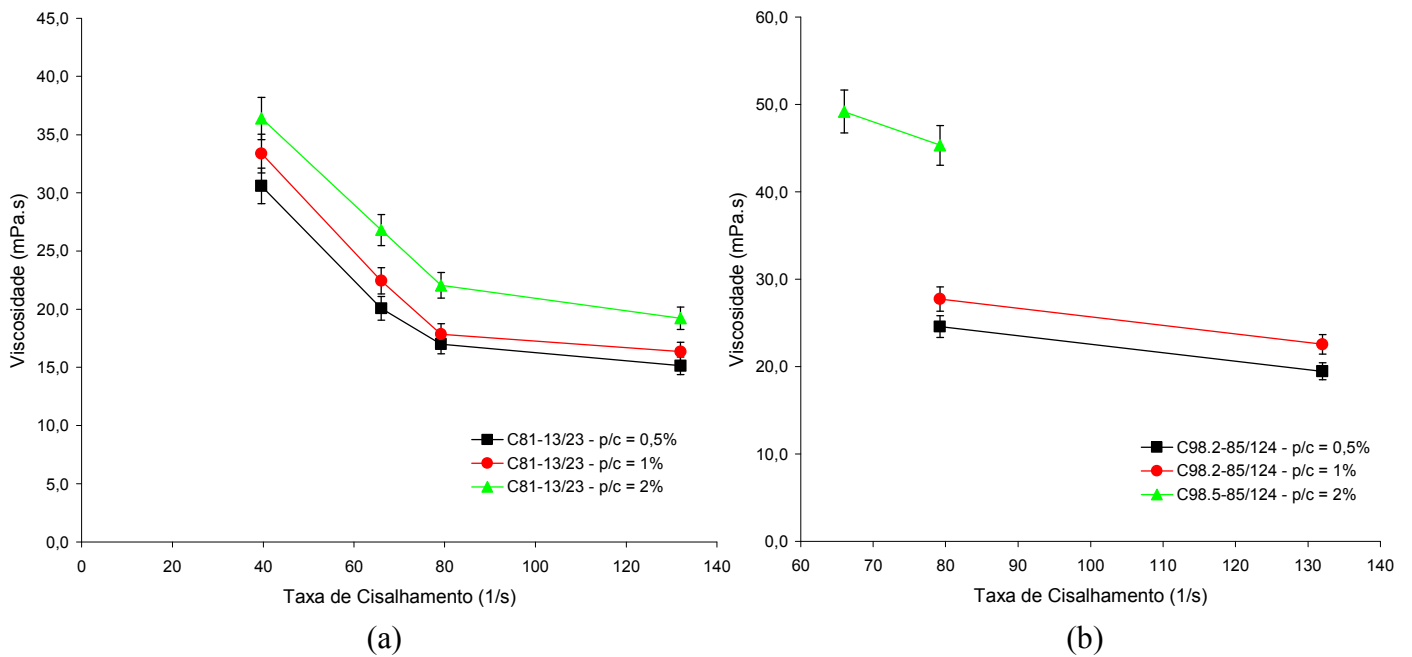 50,0
45,0
40,0
35,0
30,0
25,0
20,0
15,0
10,0
5,0
0,0
Viscosidade (mPa.s)
0 20 40 60 80 100 120 140
Taxa de Cisalhamento (1/s)
C81-13/23 - p/c = 0,5%
C81-13/23 - p/c = 1%
C81-13/23 - p/c = 2%
(a)
60,0
50,0
40,0
30,0
20,0
10,0
0,0
Viscosidade (mPa.s)
60 70 80 90 100 110 120 130 140
Taxa de Cisalhamento (1/s)
C98.2-85/124 - p/c = 0,5%
C98.2-85/124 - p/c = 1%
C98.5-85/124 - p/c = 2%
(b)